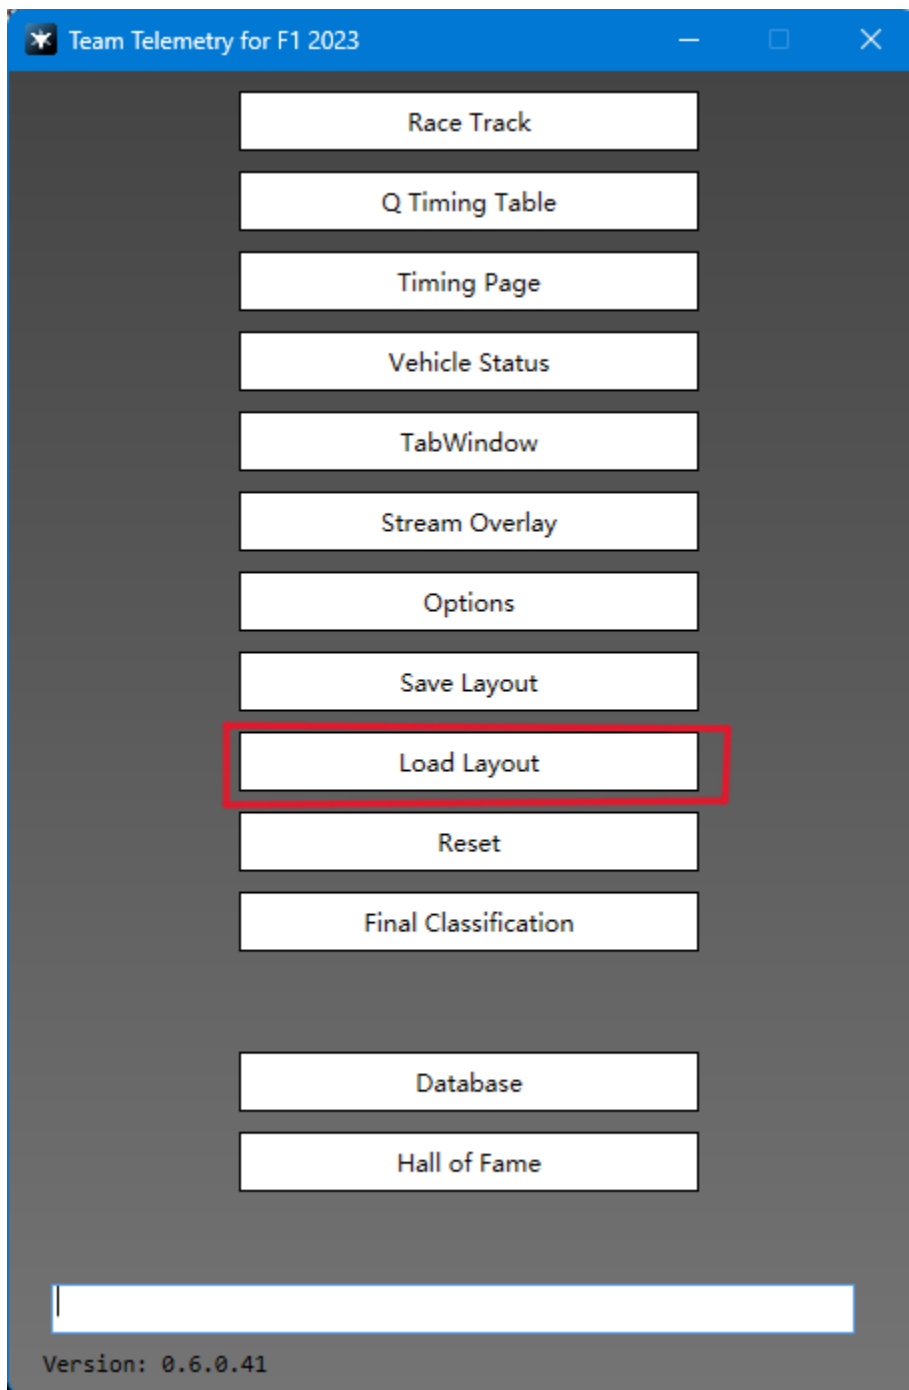 Team Telemetry for F1 2023
Race Track
Q Timing Table
Timing Page
Vehicle Status
TabWindow
Stream Overlay
Options
Save Layout
Load Layout
Reset
Final Classification
Database
Hall of Fame
Version: 0.6.0.41